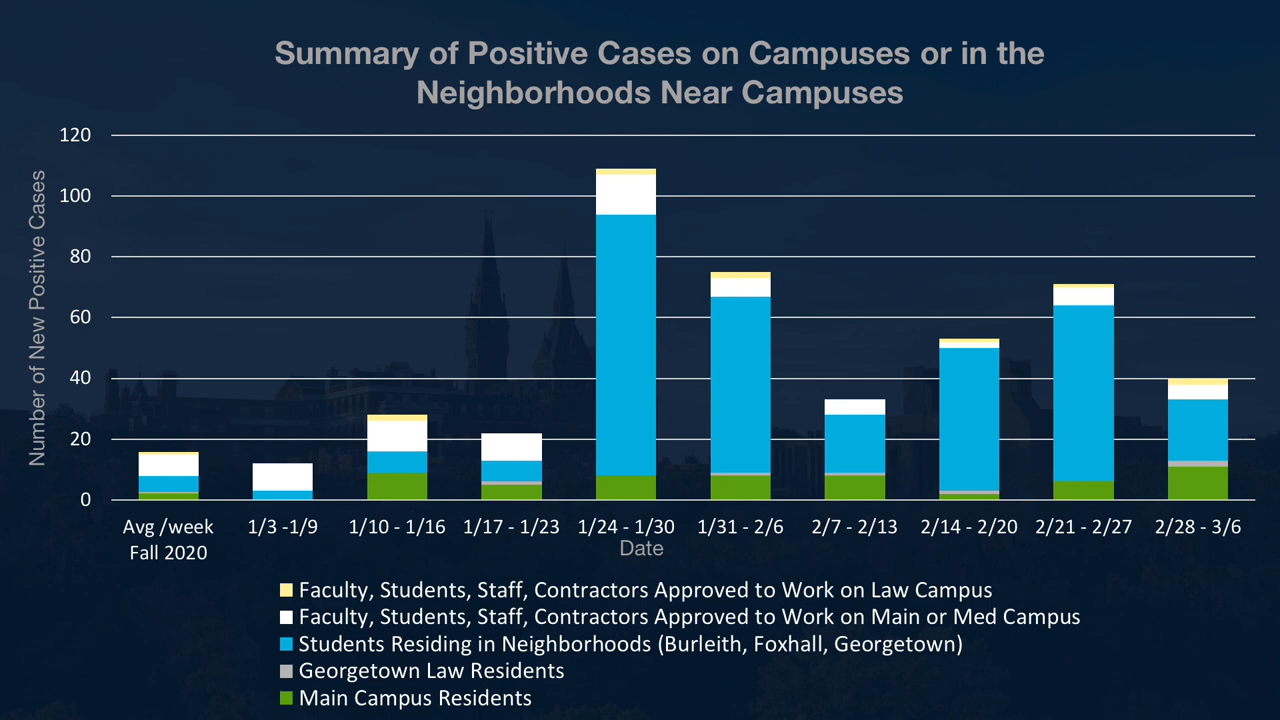 Summary of Positive Cases on Campuses or in the
Neighborhoods Near Campuses
Number of New Positive Cases
120
100
80
60
40
20
0
Avg /week
Fall 2020
1/3 -1/9
1/10 - 1/16
1/17 - 1/23
1/24 - 1/30
1/31 - 2/6
2/7 - 2/13
2/14 - 2/20
2/21 - 2/27
2/28 - 3/6
Date
Faculty, Students, Staff, Contractors Approved to Work on Law Campus
Faculty, Students, Staff, Contractors Approved to Work on Main or Med Campus
Students Residing in Neighborhoods (Burleith, Foxhall, Georgetown)
Georgetown Law Residents
Main Campus Residents